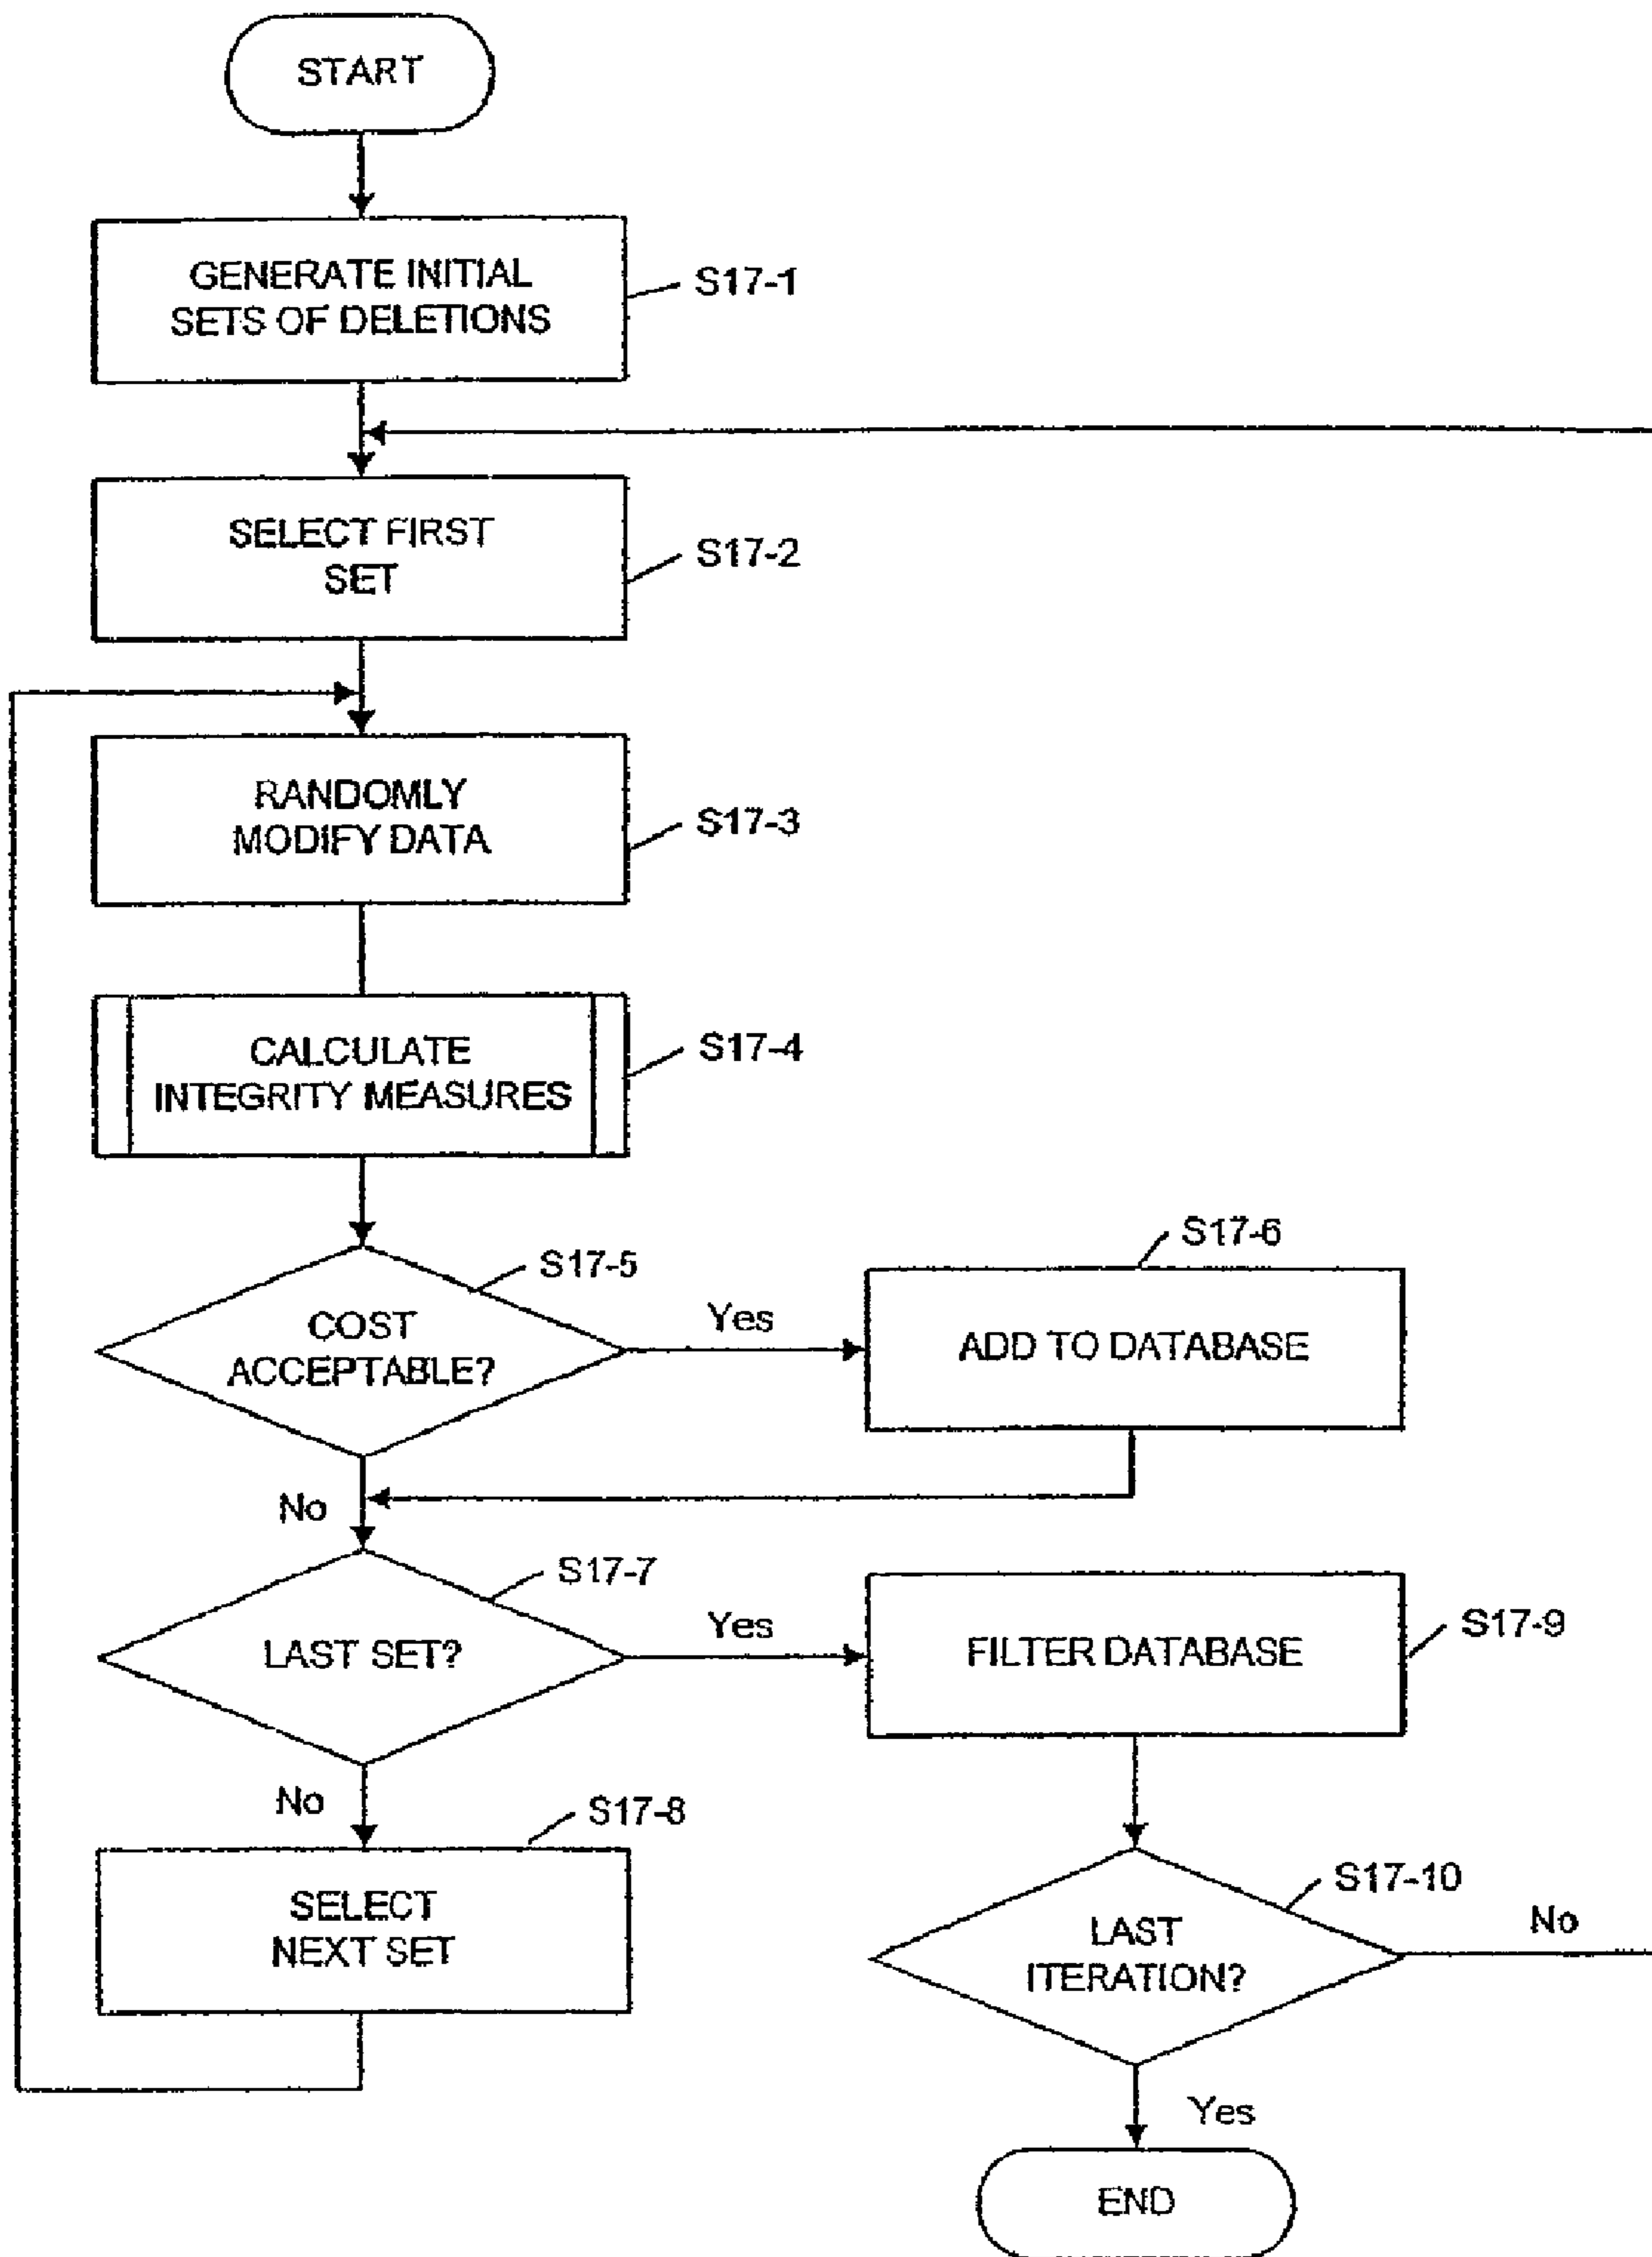 START
GENERATE INITIAL
SETS OF DELETIONS
S17-1
SELECT FIRST
SET
S17-2
RANDOMLY
MODIFY DATA
S17-3
CALCULATE
INTEGRITY MEASURES
S17-4
COST
ACCEPTABLE?
S17-5
Yes
S17-6
ADD TO DATABASE
No
LAST SET?
S17-7
Yes
FILTER DATABASE
S17-9
No
SELECT
NEXT SET
S17-8
LAST
ITERATION?
S17-10
No
Yes
END